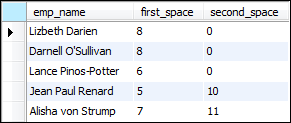 emp_name first_space second_space
Lizbeth Darien 8 0
Darnell O'Sullivan 8 0
Lance Pinos-Potter 6 0
Jean Paul Renard 5 10
Alisha von Strump 7 11